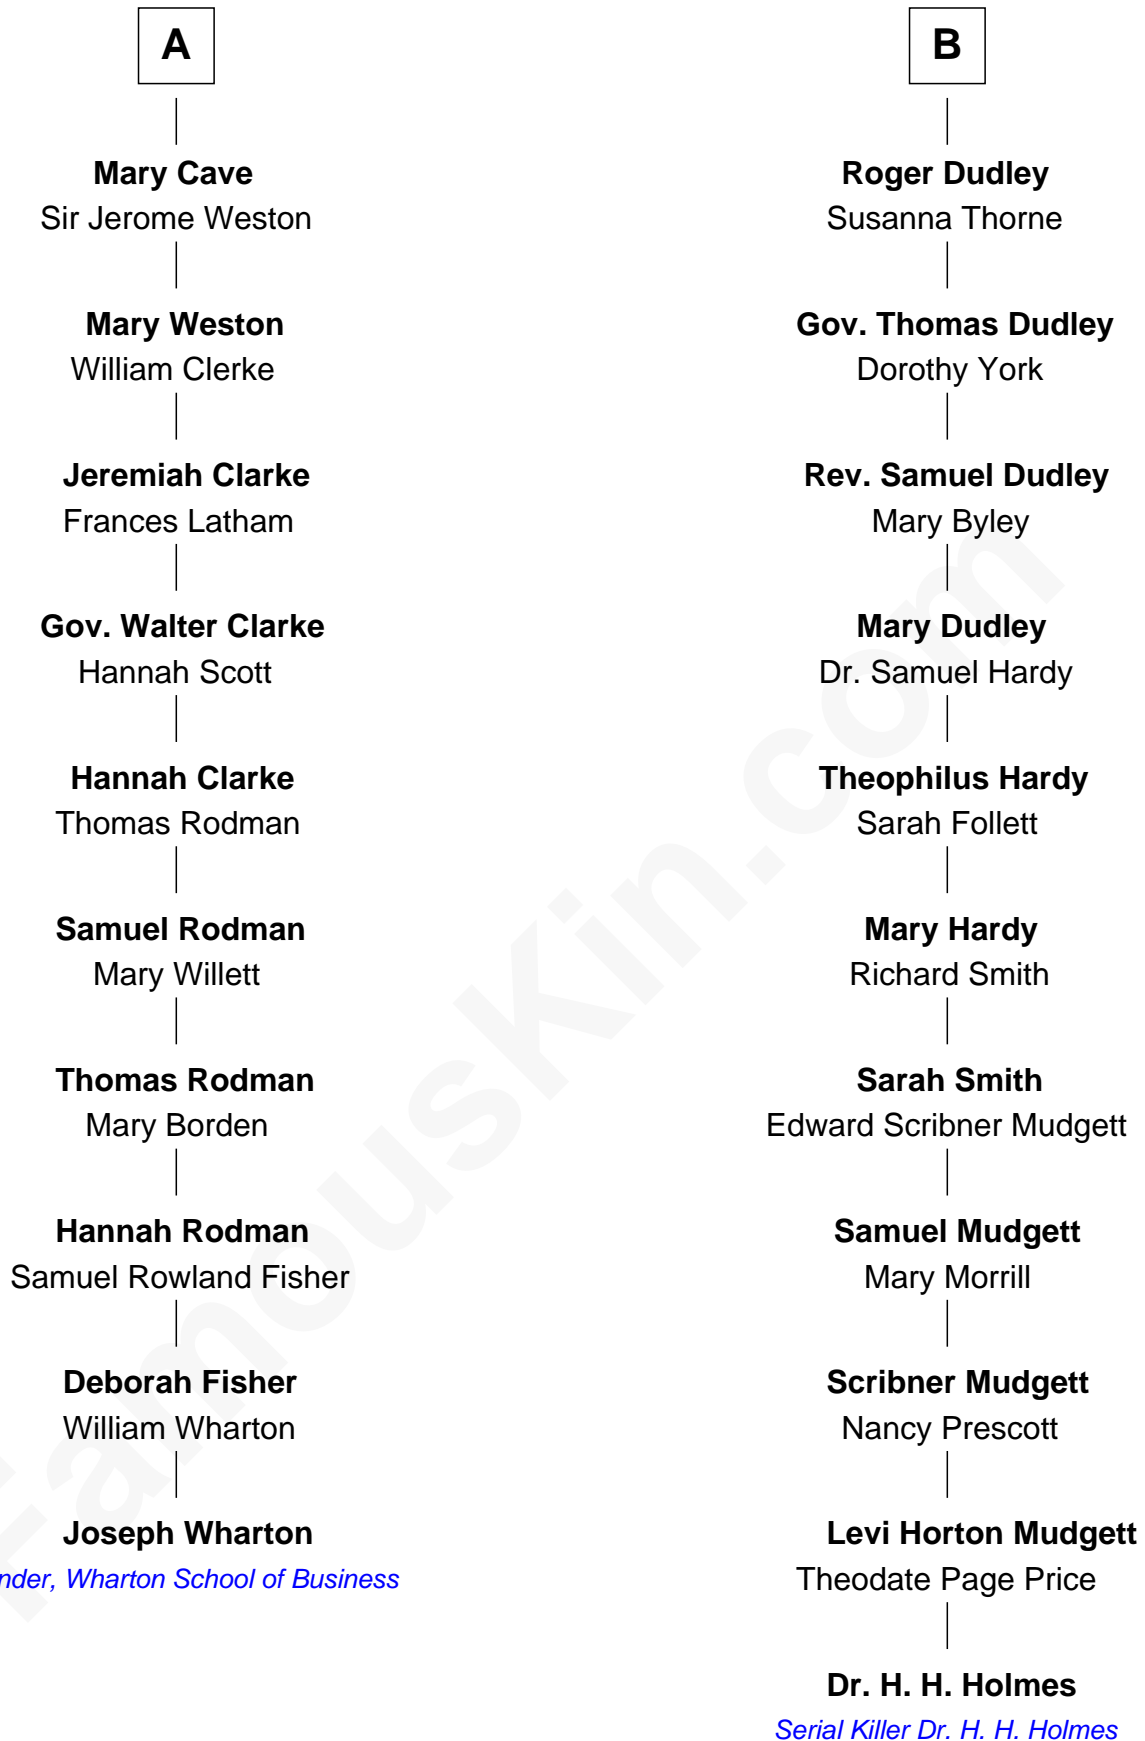 A
Mary Cave
Sir Jerome Weston
Mary Weston
William Clerke
Jeremiah Clarke
Frances Latham
Gov. Walter Clarke
Hannah Scott
Hannah Clarke
Thomas Rodman
Samuel Rodman
Mary Willett
Thomas Rodman
Mary Borden
Hannah Rodman
Samuel Rowland Fisher
Deborah Fisher
William Wharton
Joseph Wharton
nder, Wharton School of Business
B
Roger Dudley
Susanna Thorne
Gov. Thomas Dudley
Dorothy York
Rev. Samuel Dudley
Mary Byley
Mary Dudley
Dr. Samuel Hardy
Theophilus Hardy
Sarah Follett
Mary Hardy
Richard Smith
Sarah Smith
Edward Scribner Mudgett
Samuel Mudgett
Mary Morrill
Scribner Mudgett
Nancy Prescott
Levi Horton Mudgett
Theodate Page Price
Dr. H. H. Holmes
Serial Killer Dr. H. H. Holmes
FamousKin.com